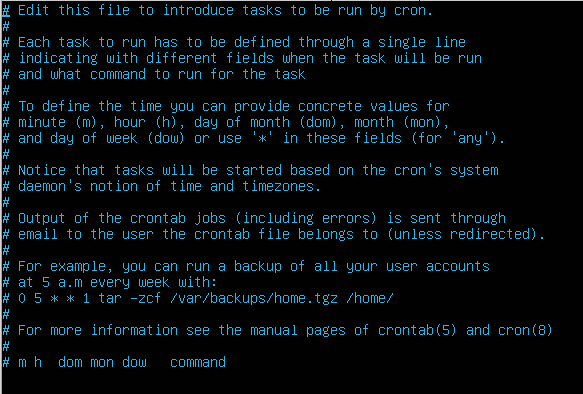 # Edit this file to introduce tasks to be run by cron.
#
# Each task to run has to be defined through a single line
# indicating with different fields when the task will be run
# and what command to run for the task
#
# To define the time you can provide concrete values for
# minute (m), hour (h), day of month (dom), month (mon),
# and day of week (dow) or use '*' in these fields (for 'any').
#
# Notice that tasks will be started based on the cron's system
# daemon's notion of time and timezones.
#
# Output of the crontab jobs (including errors) is sent through
# email to the user the crontab file belongs to (unless redirected).
#
# For example, you can run a backup of all your user accounts
# at 5 a.m every week with:
# 0 5 * * 1 tar -zcf /var/backups/home.tgz /home/
#
# For more information see the manual pages of crontab(5) and cron(8)
#
# m h  dom mon dow   command